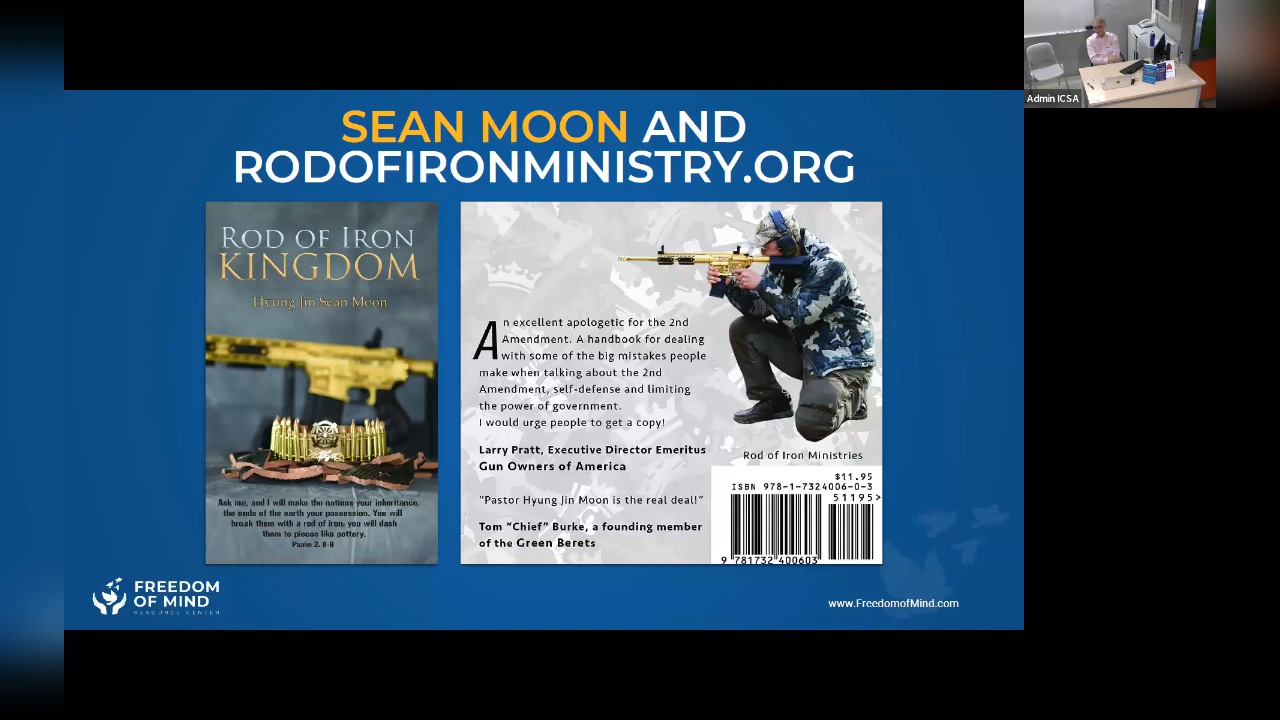 Admin ICSA
SEAN MOON AND
RODOFIRONMINISTRY.ORG
ROD OF IRON
KINGDOM
Hyung Jin Sean Moon
Ask me, and I will make the nations your inheritance,
the ends of the earth your possession. You will
break them with a rod of iron; you will dash
them to pieces like pottery.
Psalm 2. 8-9
An excellent apologetic for the 2nd
Amendment. A handbook for dealing
with some of the big mistakes people
make when talking about the 2nd
Amendment, self-defense and limiting
the power of government.
I would urge people to get a copy!
Larry Pratt, Executive Director Emeritus
Gun Owners of America
"Pastor Hyung Jin Moon is the real deal!"
Tom "Chief" Burke, a founding member
of the Green Berets
Rod of Iron Ministries
$11.95
ISBN 978-1-7324006-0-3
51195>
9 781732 400603
FREEDOM
OF MIND
RESOURCE CENTER
www.FreedomofMind.com